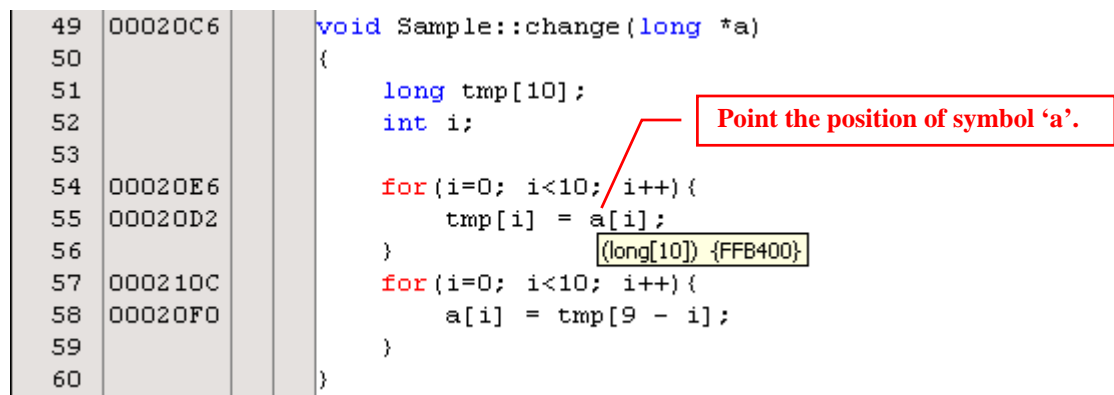 49 00020C6 void Sample::change(long *a)
50 {
51 long tmp[10];
52 int i;
Point the position of symbol ‘a’.
53
54 00020E6 for(i=0; i<10; i++){
55 00020D2 tmp[i] = a[i];
56 }
(long[10]) {FFB400}
57 000210C for(i=0; i<10; i++){
58 00020F0 a[i] = tmp[9 - i];
59 }
60 }